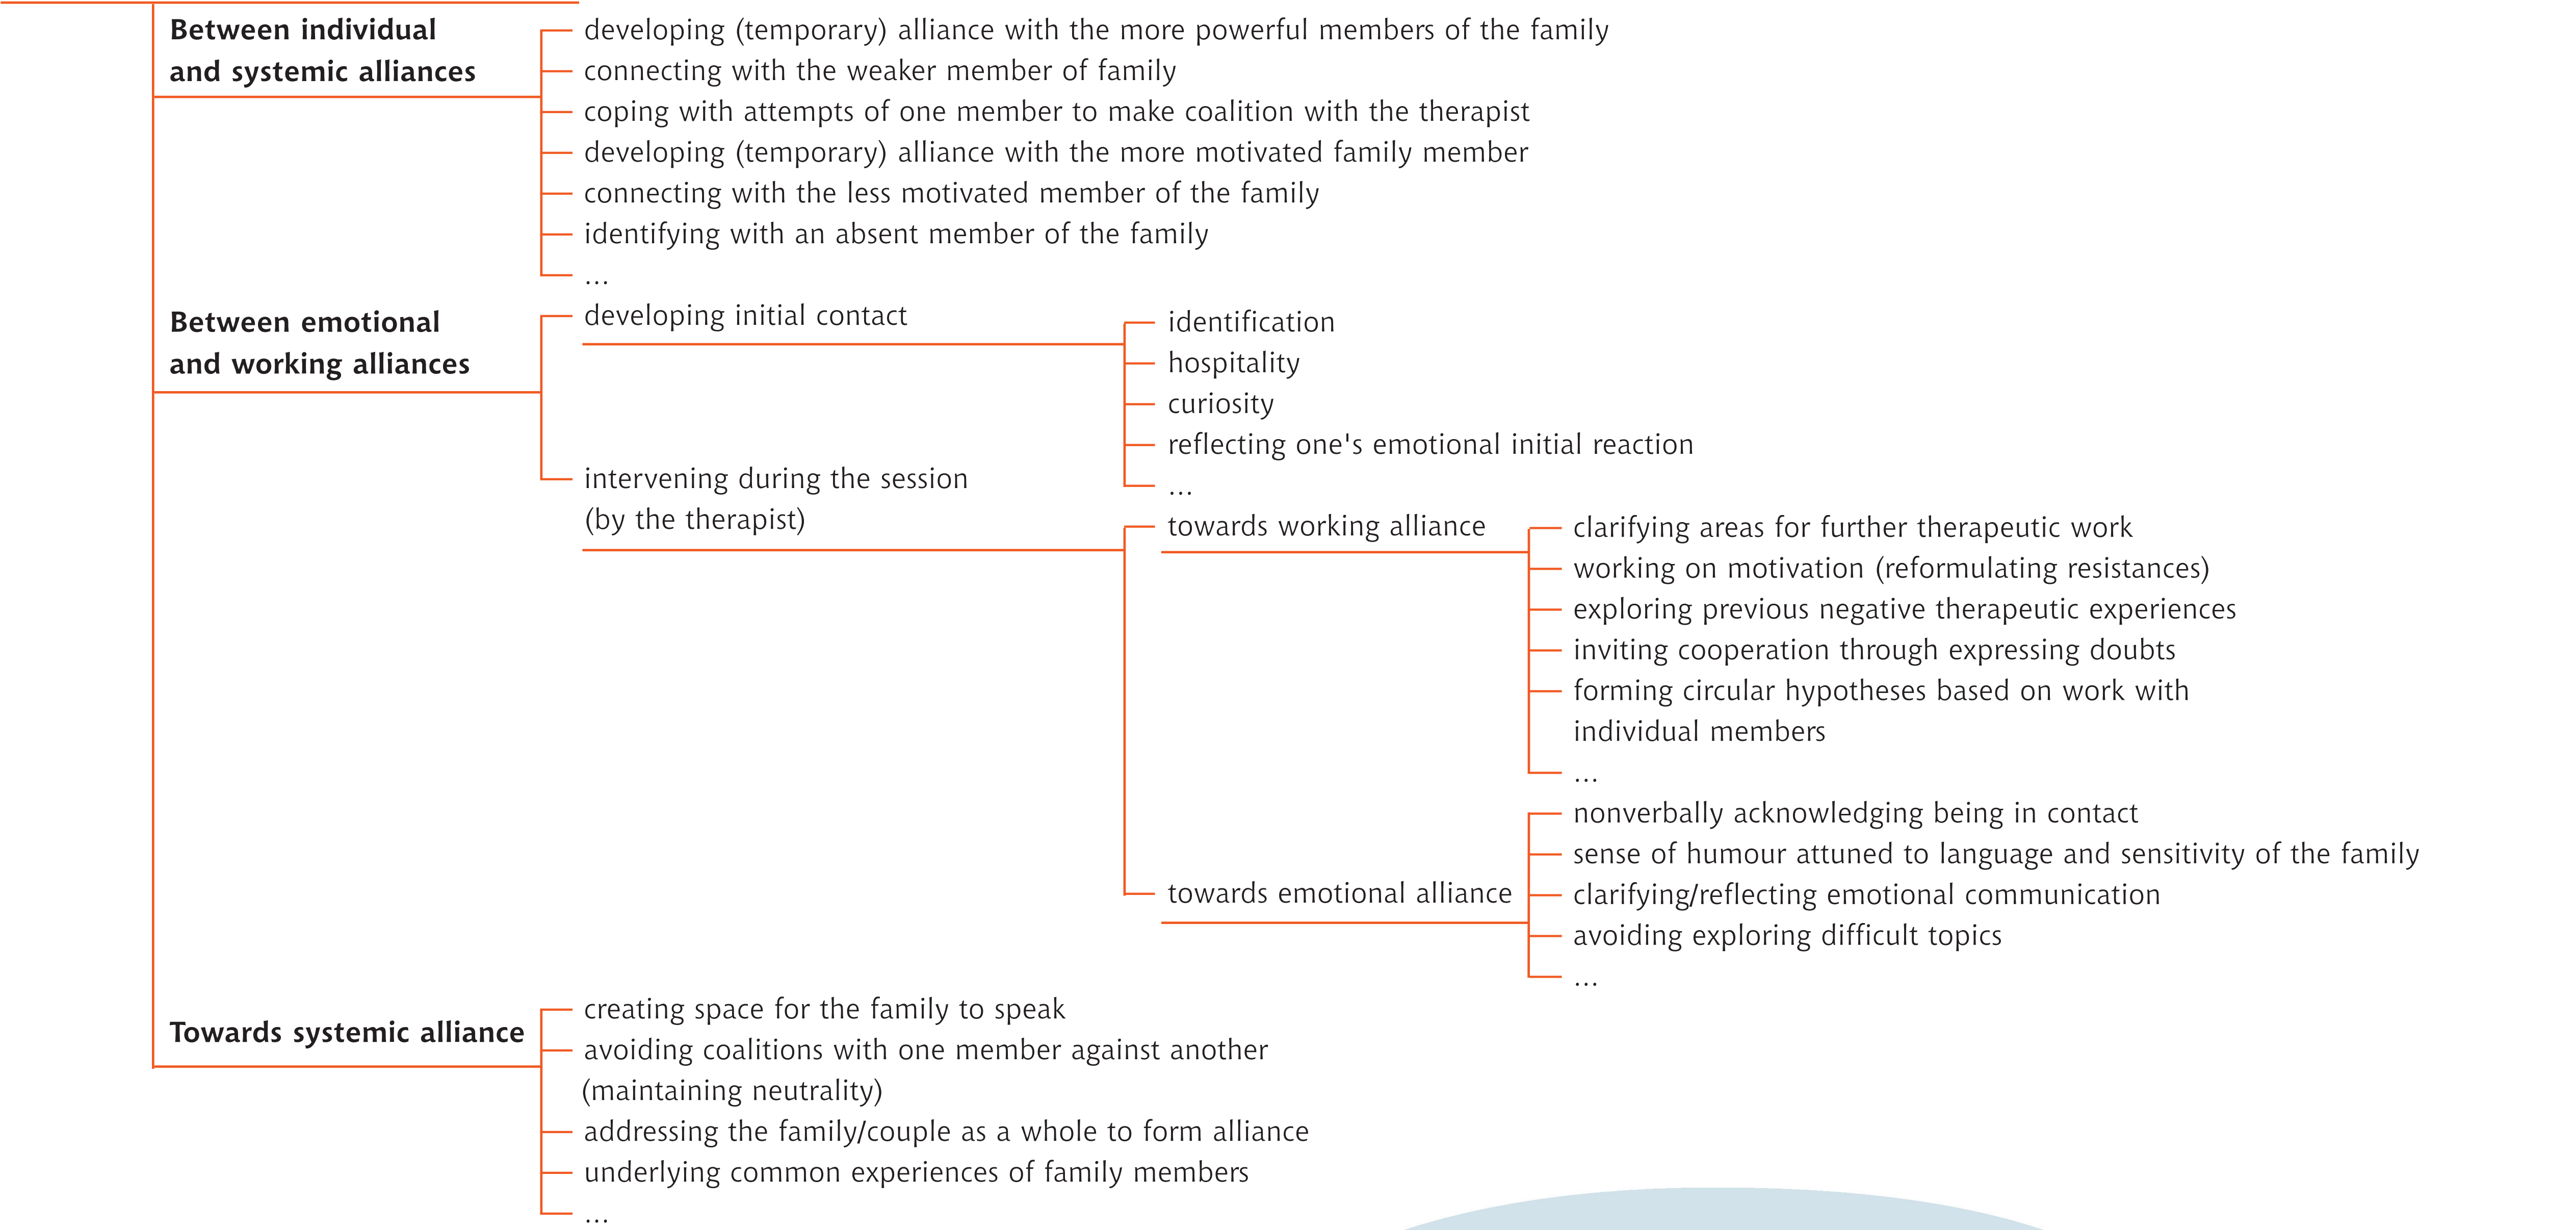 Between individual
and systemic alliances
developing (temporary) alliance with the more powerful members of the family
connecting with the weaker member of family
coping with attempts of one member to make coalition with the therapist
developing (temporary) alliance with the more motivated family member
connecting with the less motivated member of the family
identifying with an absent member of the family
...
Between emotional
and working alliances
developing initial contact
identification
hospitality
curiosity
reflecting one's emotional initial reaction
...
intervening during the session
(by the therapist)
towards working alliance
clarifying areas for further therapeutic work
working on motivation (reformulating resistances)
exploring previous negative therapeutic experiences
inviting cooperation through expressing doubts
forming circular hypotheses based on work with
individual members
...
towards emotional alliance
nonverbally acknowledging being in contact
sense of humour attuned to language and sensitivity of the family
clarifying/reflecting emotional communication
avoiding exploring difficult topics
...
Towards systemic alliance
creating space for the family to speak
avoiding coalitions with one member against another
(maintaining neutrality)
addressing the family/couple as a whole to form alliance
underlying common experiences of family members
...